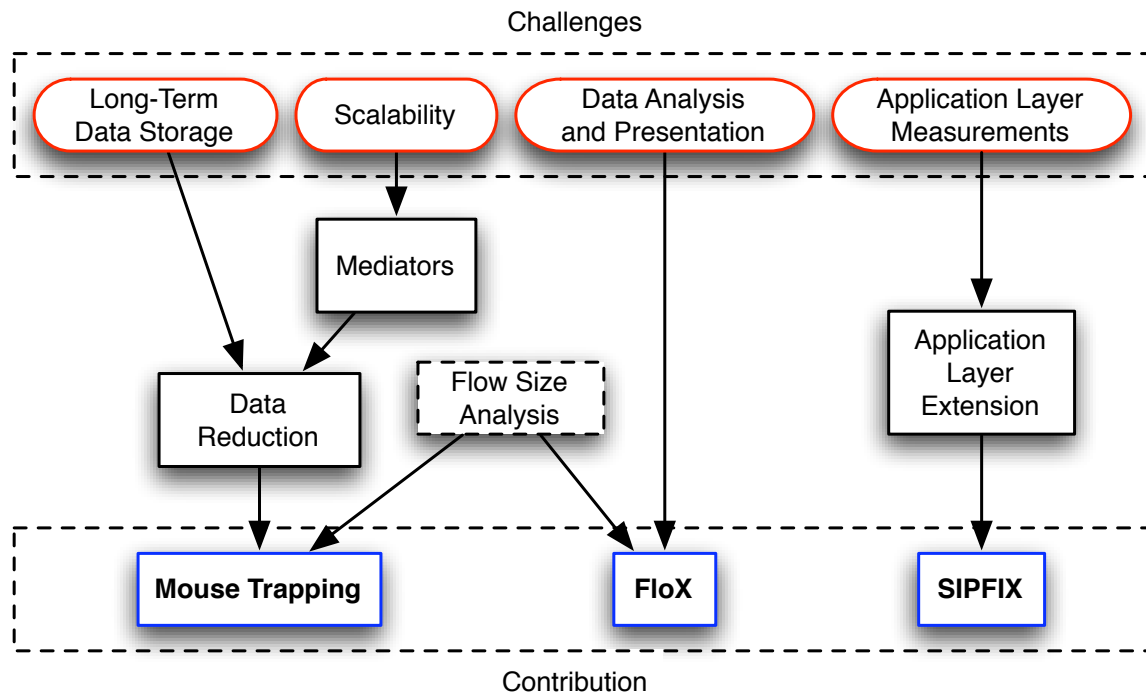 Challenges
Long-Term
Data Storage
Scalability
Data Analysis
and Presentation
Application Layer
Measurements
Mediators
Application
Layer
Extension
Flow Size
Analysis
Data
Reduction
Mouse Trapping
FloX
SIPFIX
Contribution